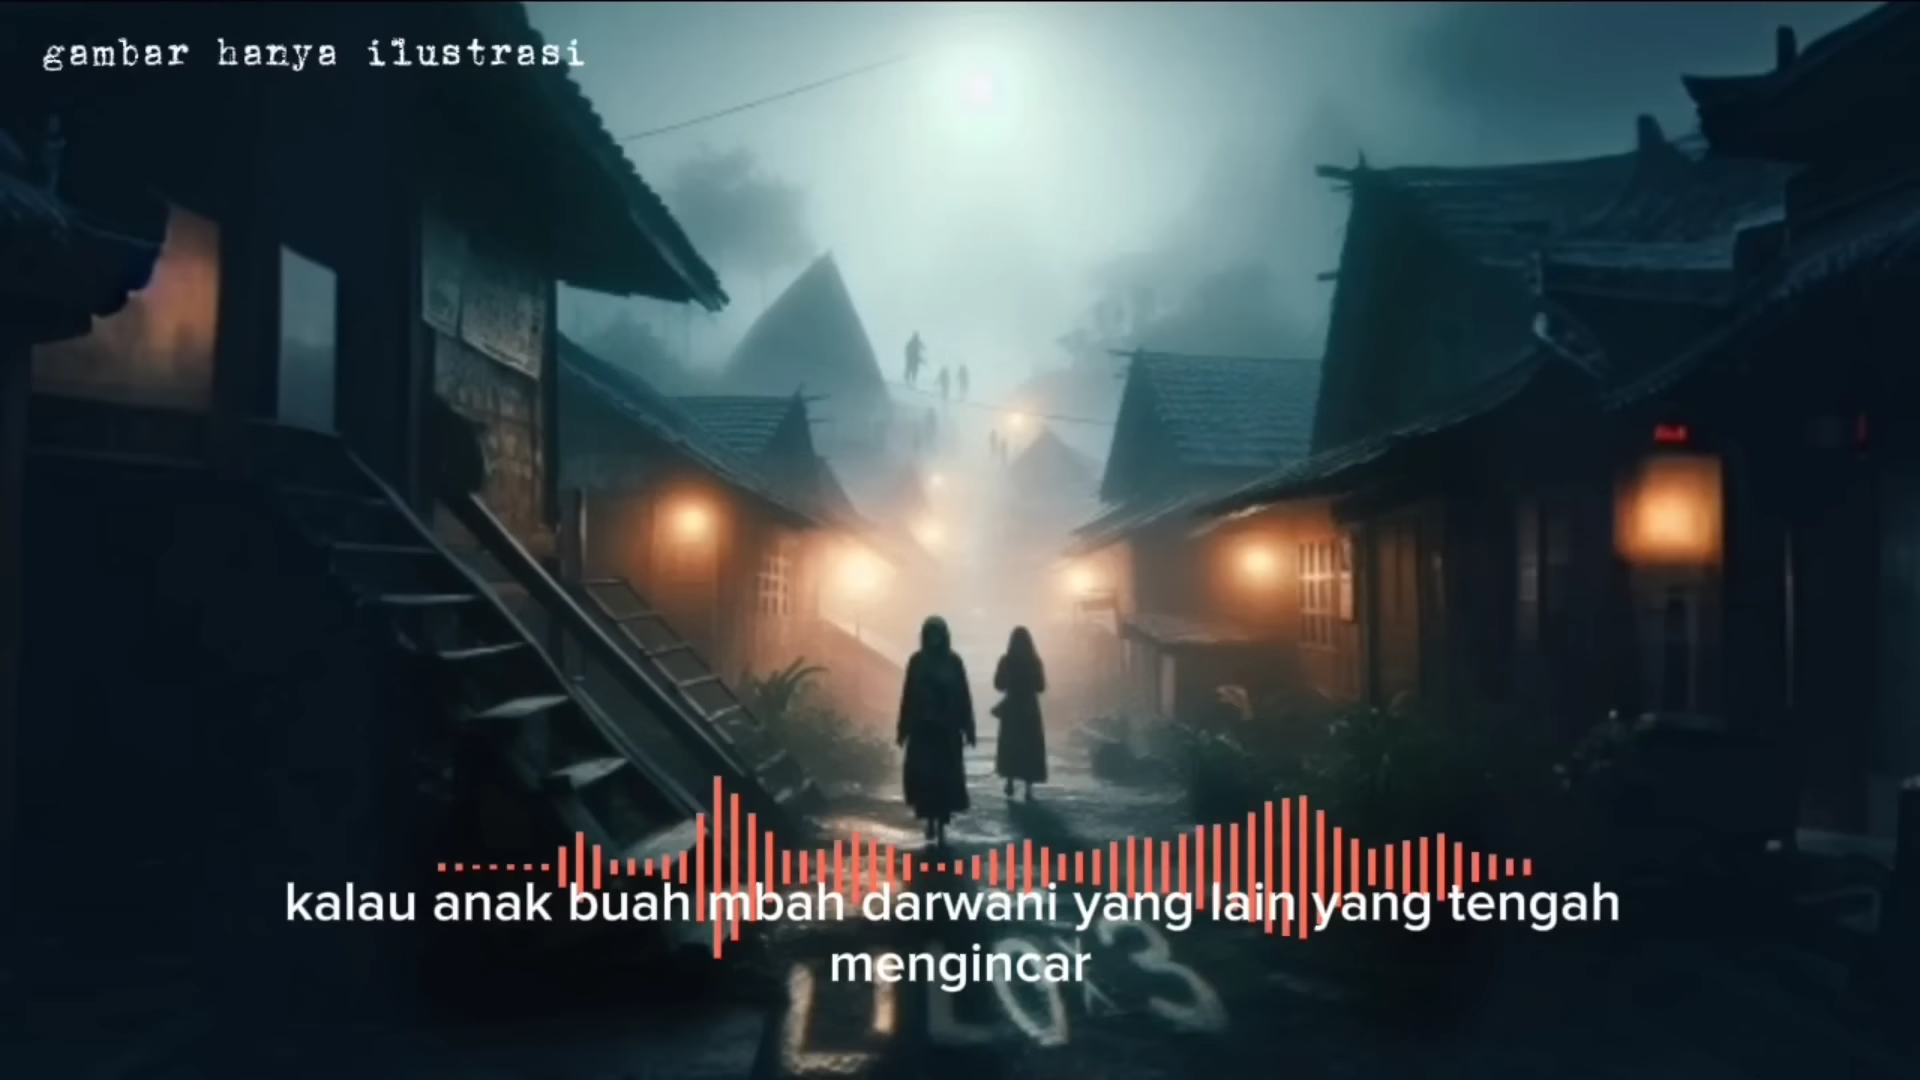 gambar hanya ilustrasi
kalau anak buah mbah darwani yang lain yang tengah
mengincar